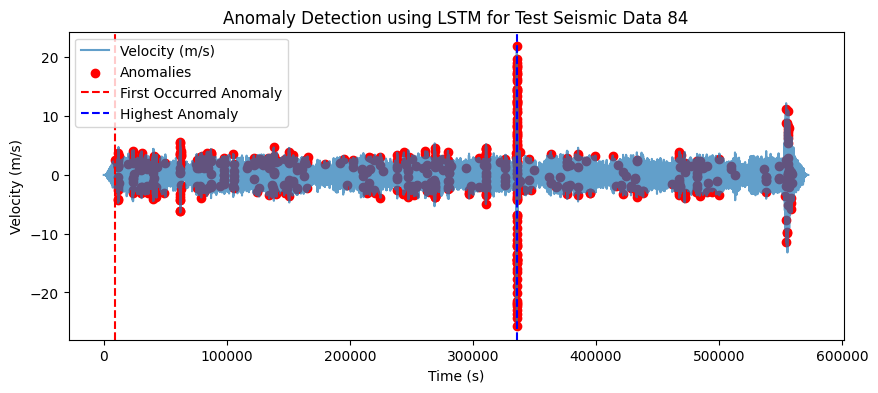 Anomaly Detection using LSTM for Test Seismic Data 84
Velocity (m/s)
Anomalies
First Occurred Anomaly
Highest Anomaly
20
10
0
−10
−20
Velocity (m/s)
0
100000
200000
300000
400000
500000
600000
Time (s)